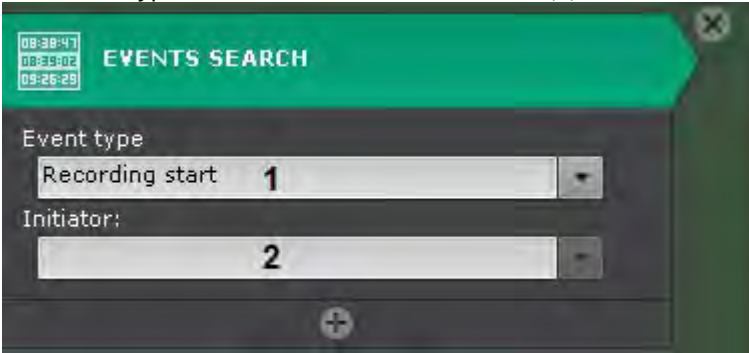 08:38:47
08:39:02
09:26:29
EVENTS SEARCH
Event type
Recording start 1
Initiator:
2